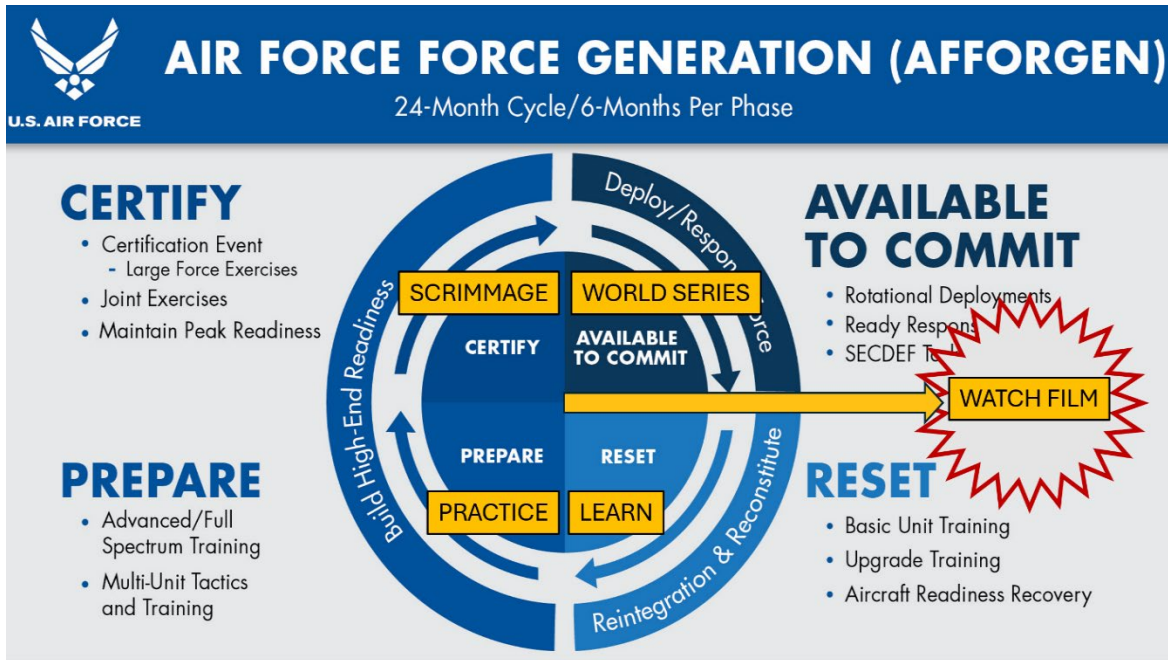 U.S. AIR FORCE
AIR FORCE FORCE GENERATION (AFFORGEN)
24-Month Cycle/6-Months Per Phase
CERTIFY
• Certification Event
- Large Force Exercises
• Joint Exercises
• Maintain Peak Readiness
PREPARE
• Advanced/Full
Spectrum Training
• Multi-Unit Tactics
and Training
Build High-End Readiness
Deploy/
Reintegration & Reconstitute
SCRIMMAGE
WORLD SERIES
CERTIFY
AVAILABLE
TO COMMIT
PREPARE
RESET
PRACTICE
LEARN
AVAILABLE
TO COMMIT
• Rotational Deployments
• Ready
• SECDEF
WATCH FILM
RESET
• Basic Unit Training
• Upgrade Training
• Aircraft Readiness Recovery